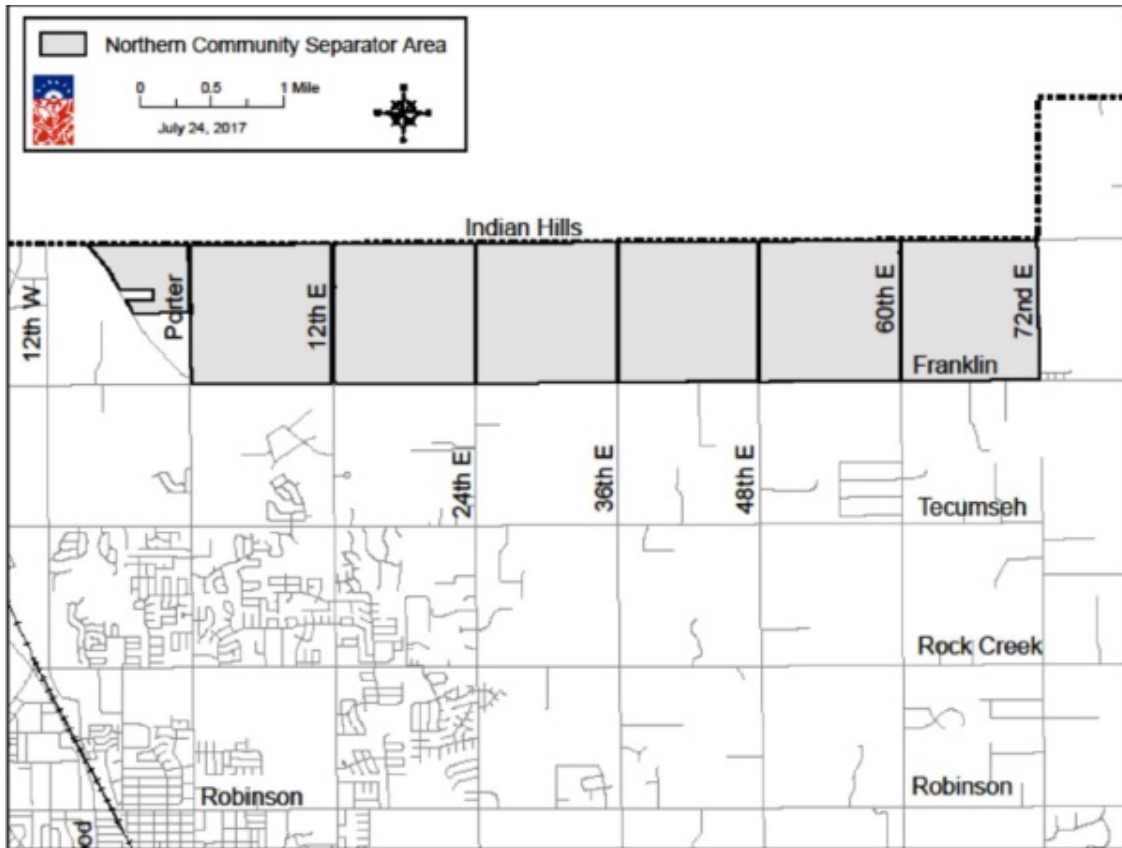 Northern Community Separator Area
0 0.5 1 Mile
July 24, 2017
Indian Hills
12th W
Porter
12th E
60th E
72nd E
Franklin
24th E
36th E
48th E
Tecumseh
Rock Creek
Robinson
Robinson